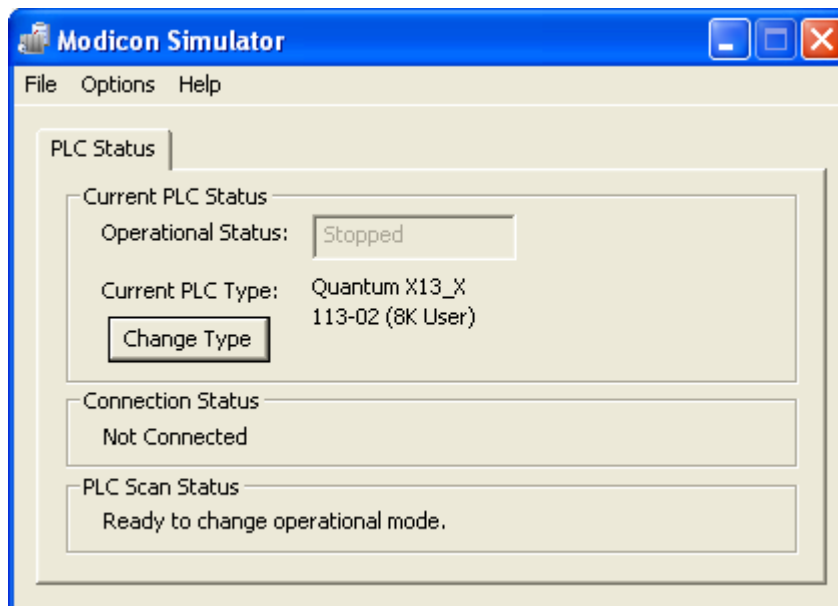 Modicon Simulator
File Options Help
PLC Status
Current PLC Status
Operational Status: Stopped
Current PLC Type: Quantum X13_X
113-02 (8K User)
Change Type
Connection Status
Not Connected
PLC Scan Status
Ready to change operational mode.